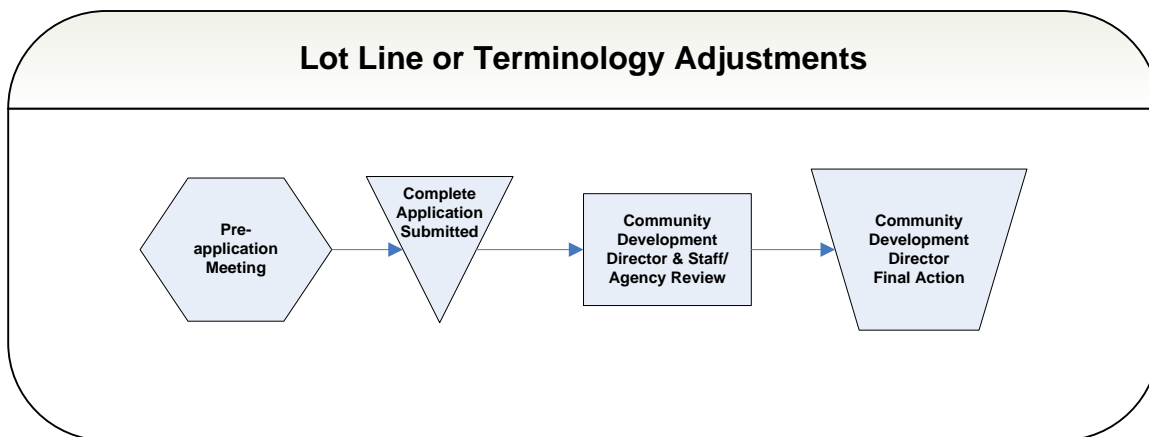 Lot Line or Terminology Adjustments
Pre-
application
Meeting
Complete
Application
Submitted
Community
Development
Director & Staff/
Agency Review
Community
Development
Director
Final Action